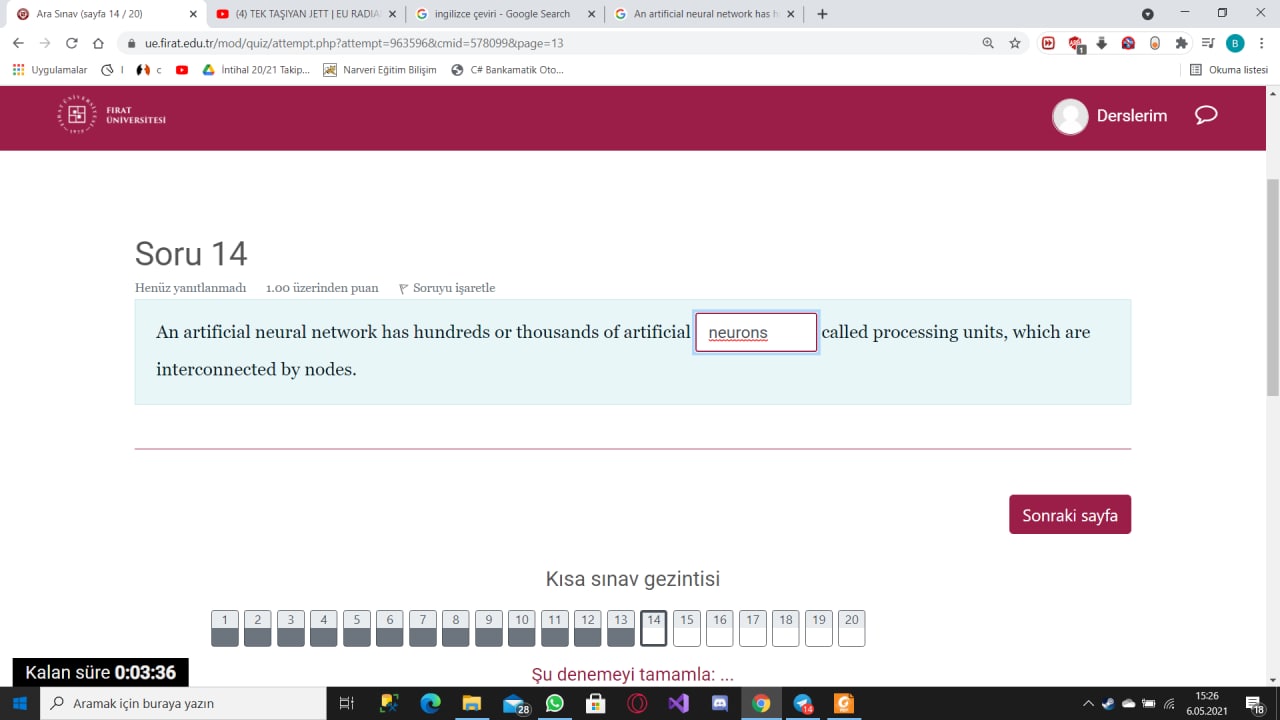 Ara Sınav (sayfa 14 / 20)
(4) TEK TAŞIYAN JETT | EU RADIA
ingilizce çeviri - Google Search
An artificial neural network has h
ue.firat.edu.tr/mod/quiz/attempt.php?attempt=963596&cmid=578099&page=13
1
B
Uygulamalar
I
c
İntihal 20/21 Takip...
Narveri Eğitim Bilişim
C# Bankamatik Oto...
Okuma listesi
FIRAT
ÜNİVERSİTESİ
Derslerim
Soru 14
Henüz yanıtlanmadı 1.00 üzerinden puan Soruyu işaretle
An artificial neural network has hundreds or thousands of artificial neurons called processing units, which are
interconnected by nodes.
Sonraki sayfa
Kısa sınav gezintisi
1 2 3 4 5 6 7 8 9 10 11 12 13 14 15 16 17 18 19 20
Kalan süre 0:03:36
Şu denemeyi tamamla: ...
Aramak için buraya yazın
28
14
15:26
6.05.2021
18